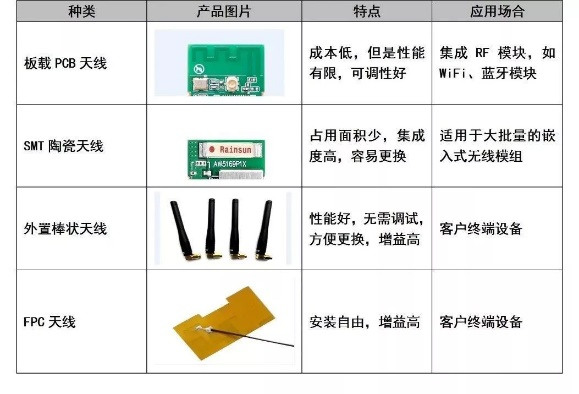 种类 产品图片 特点 应用场合
板载 PCB 天线
成本低，但是性能
有限，可调性好
集成 RF 模块，如
WiFi、蓝牙模块
SMT 陶瓷天线
Rainsun
AW5169P1X
占用面积少，集成
度高，容易更换
适用于大批量的嵌
入式无线模组
外置棒状天线
性能好，无需调试，
方便更换，增益高
客户终端设备
FPC 天线
安装自由，增益高
客户终端设备